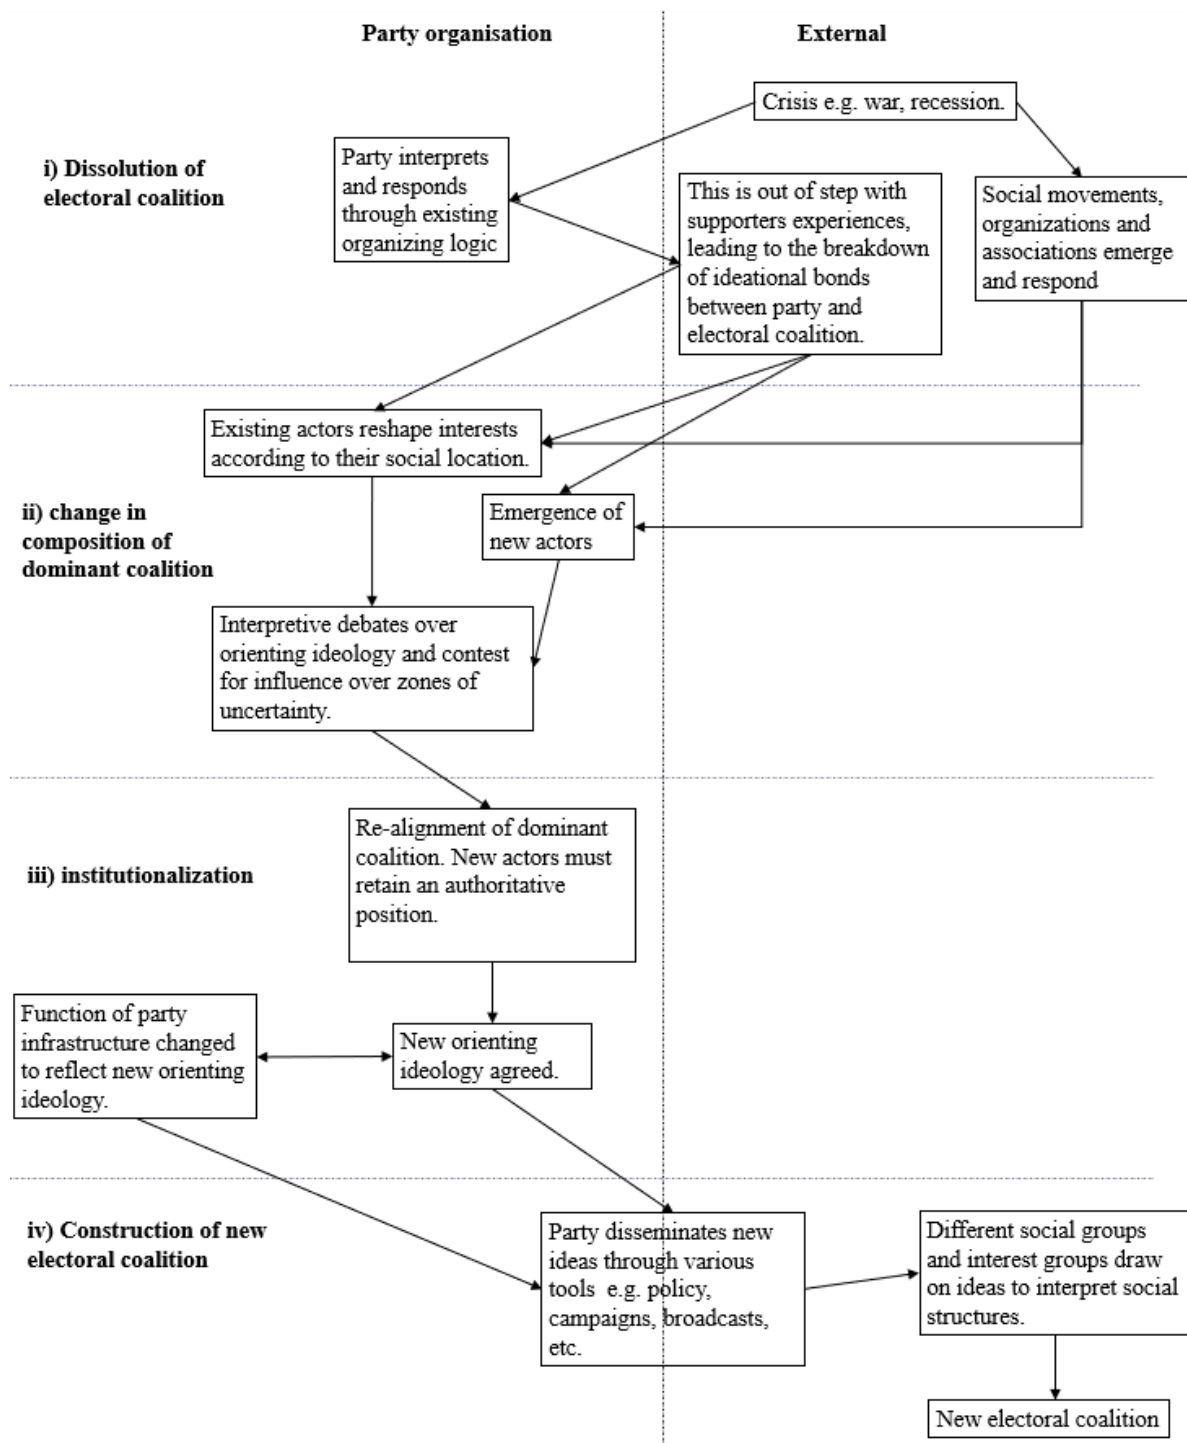 Party organisation
External
Crisis e.g. war, recession.
i) Dissolution of
electoral coalition
Party interprets
and responds
through existing
organizing logic
This is out of step with
supporters experiences,
leading to the breakdown
of ideational bonds
between party and
electoral coalition.
Social movements,
organizations and
associations emerge
and respond
Existing actors reshape interests
according to their social location.
ii) change in
composition of
dominant coalition
Emergence of
new actors
Interpretive debates over
orienting ideology and contest
for influence over zones of
uncertainty.
iii) institutionalization
Re-alignment of dominant
coalition. New actors must
retain an authoritative
position.
Function of party
infrastructure changed
to reflect new orienting
ideology.
New orienting
ideology agreed.
iv) Construction of new
electoral coalition
Party disseminates new
ideas through various
tools e.g. policy,
campaigns, broadcasts,
etc.
Different social groups
and interest groups draw
on ideas to interpret social
structures.
New electoral coalition